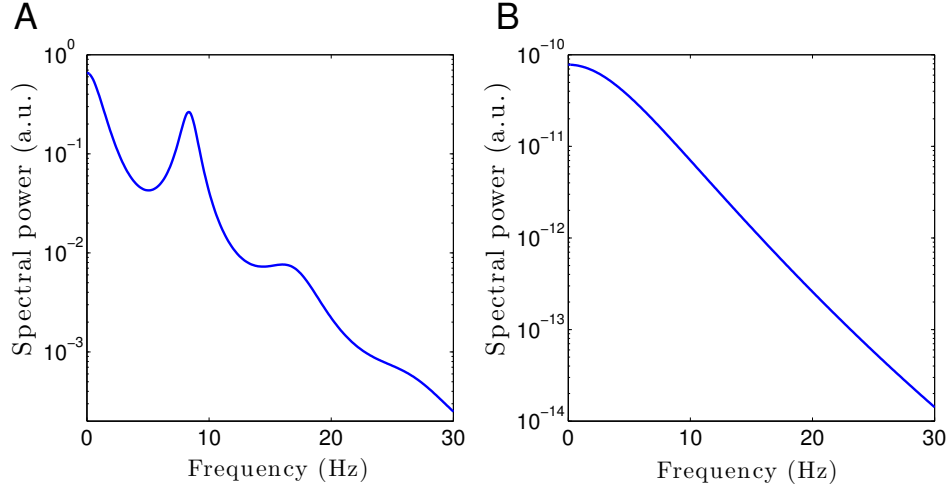 A
Spectral power (a.u.)
10^0
10^-1
10^-2
10^-3
0 10 20 30
Frequency (Hz)
B
Spectral power (a.u.)
10^-10
10^-11
10^-12
10^-13
10^-14
0 10 20 30
Frequency (Hz)